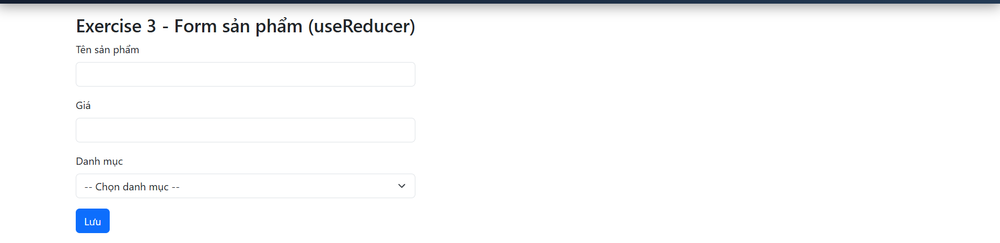 Exercise 3 - Form sản phẩm (useReducer)
Tên sản phẩm
Giá
Danh mục
-- Chọn danh mục --
Lưu